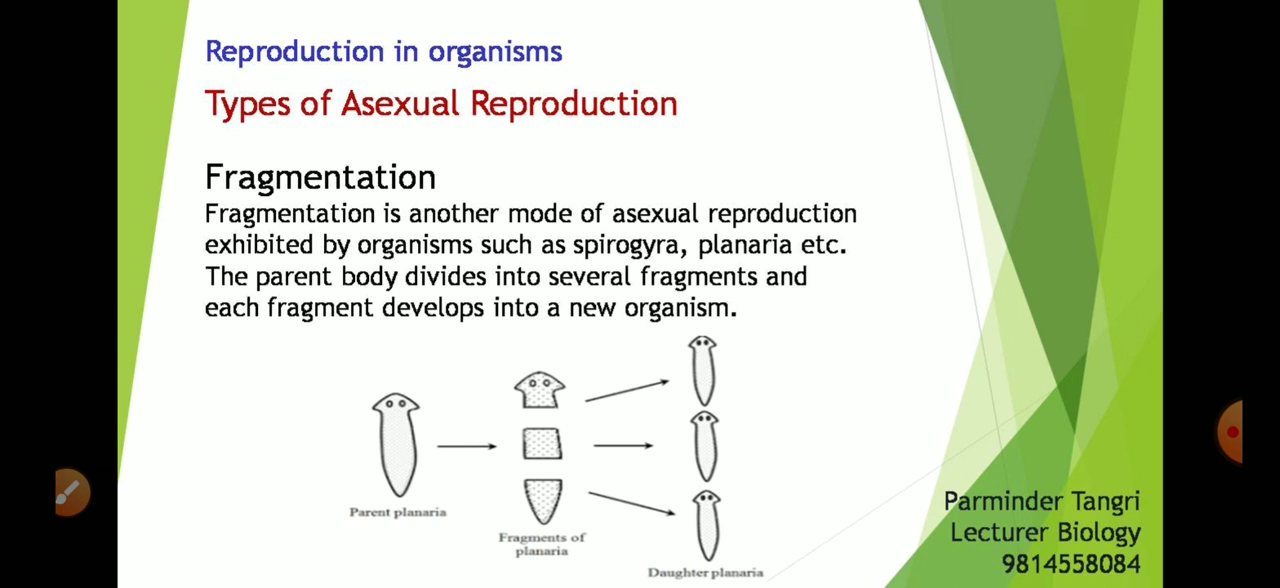 Reproduction in organisms
Types of Asexual Reproduction
Fragmentation
Fragmentation is another mode of asexual reproduction
exhibited by organisms such as spirogyra, planaria etc.
The parent body divides into several fragments and
each fragment develops into a new organism.
Parent planaria
Fragments of
planaria
Daughter planaria
Parminder Tangri
Lecturer Biology
9814558084